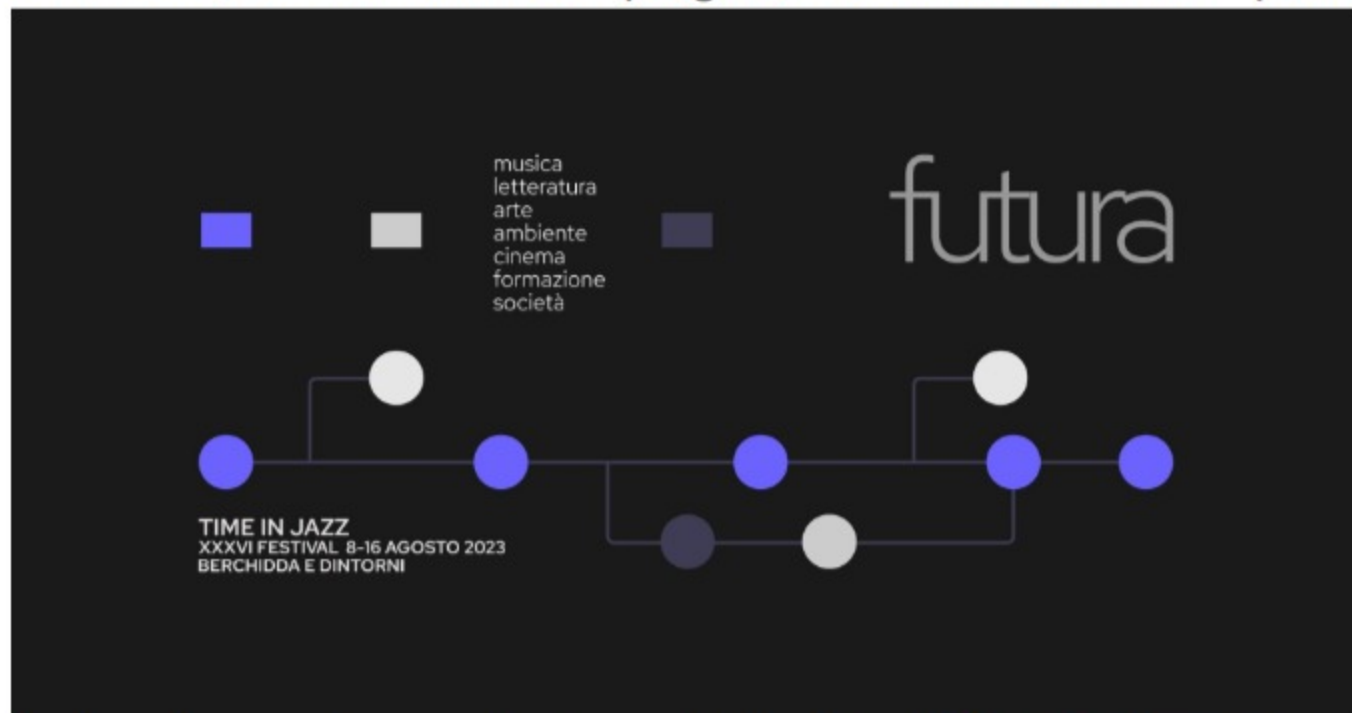 musica
letteratura
arte
ambiente
cinema
formazione
società
futura
TIME IN JAZZ
XXXVI FESTIVAL 8-16 AGOSTO 2023
BERCHIDDA E DINTORNI